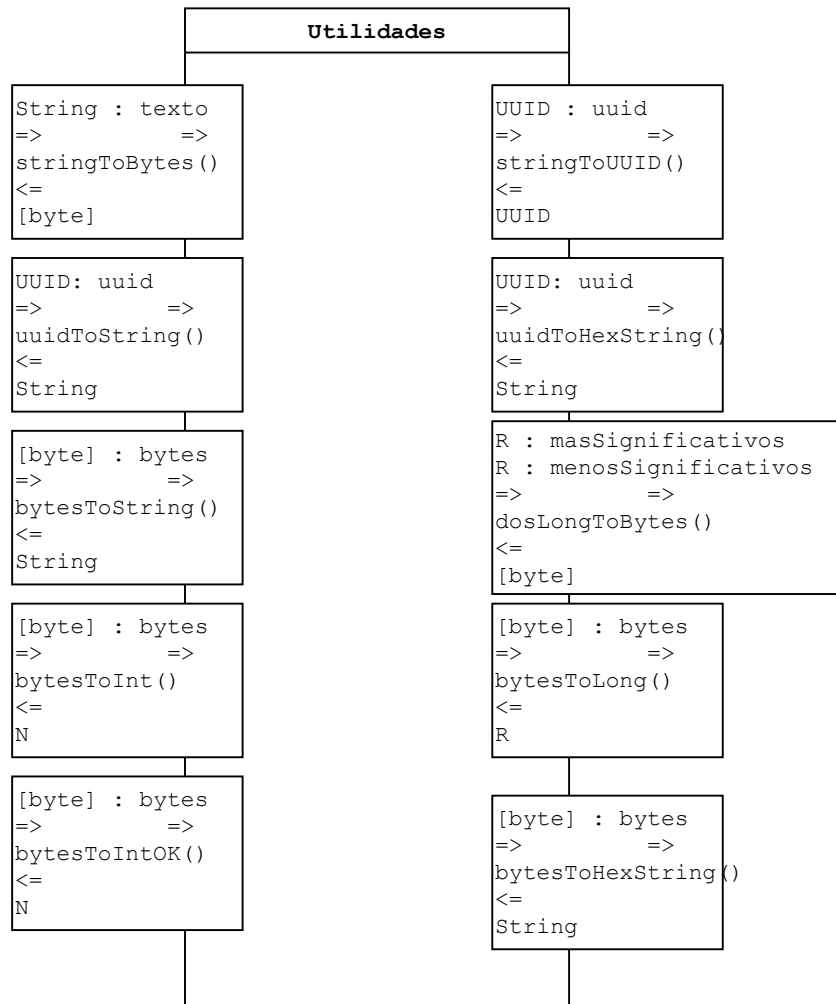 Utilidades
String : texto
=> =>
stringToBytes()
<=
[byte]
UUID: uuid
=> =>
uuidToString()
<=
String
[byte] : bytes
=> =>
bytesToString()
<=
String
[byte] : bytes
=> =>
bytesToInt()
<=
N
[byte] : bytes
=> =>
bytesToIntOK()
<=
N
UUID : uuid
=> =>
stringToUUID()
<=
UUID
UUID: uuid
=> =>
uuidToHexString()
<=
String
R : masSignificativos
R : menosSignificativos
=> =>
dosLongToBytes()
<=
[byte]
[byte] : bytes
=> =>
bytesToLong()
<=
R
[byte] : bytes
=> =>
bytesToHexString()
<=
String